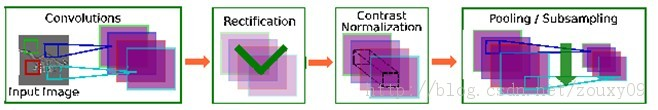 Convolutions
Input Image
Rectification
Contrast
Normalization
Pooling / Subsampling
http://blog.csdn.net/zouxy09